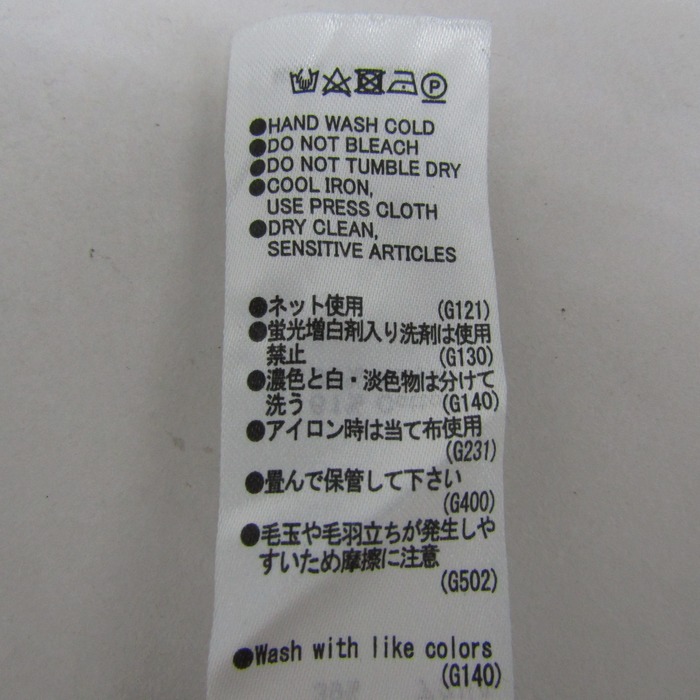 P
●HAND WASH COLD
●DO NOT BLEACH
●DO NOT TUMBLE DRY
●COOL IRON,
USE PRESS CLOTH
●DRY CLEAN,
SENSITIVE ARTICLES
●ネット使用 (G121)
●蛍光増白剤入り洗剤は使用
禁止 (G130)
●濃色と白・淡色物は分けて
洗う (G140)
●アイロン時は当て布使用
(G231)
●畳んで保管して下さい
(G400)
●毛玉や毛羽立ちが発生しや
すいため摩擦に注意
(G502)
●Wash with like colors
(G140)